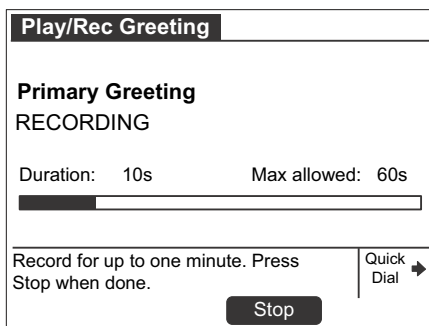 Play/Rec Greeting
Primary Greeting
RECORDING
Duration: 10s Max allowed: 60s
Record for up to one minute. Press
Stop when done.
Quick
Dial
Stop